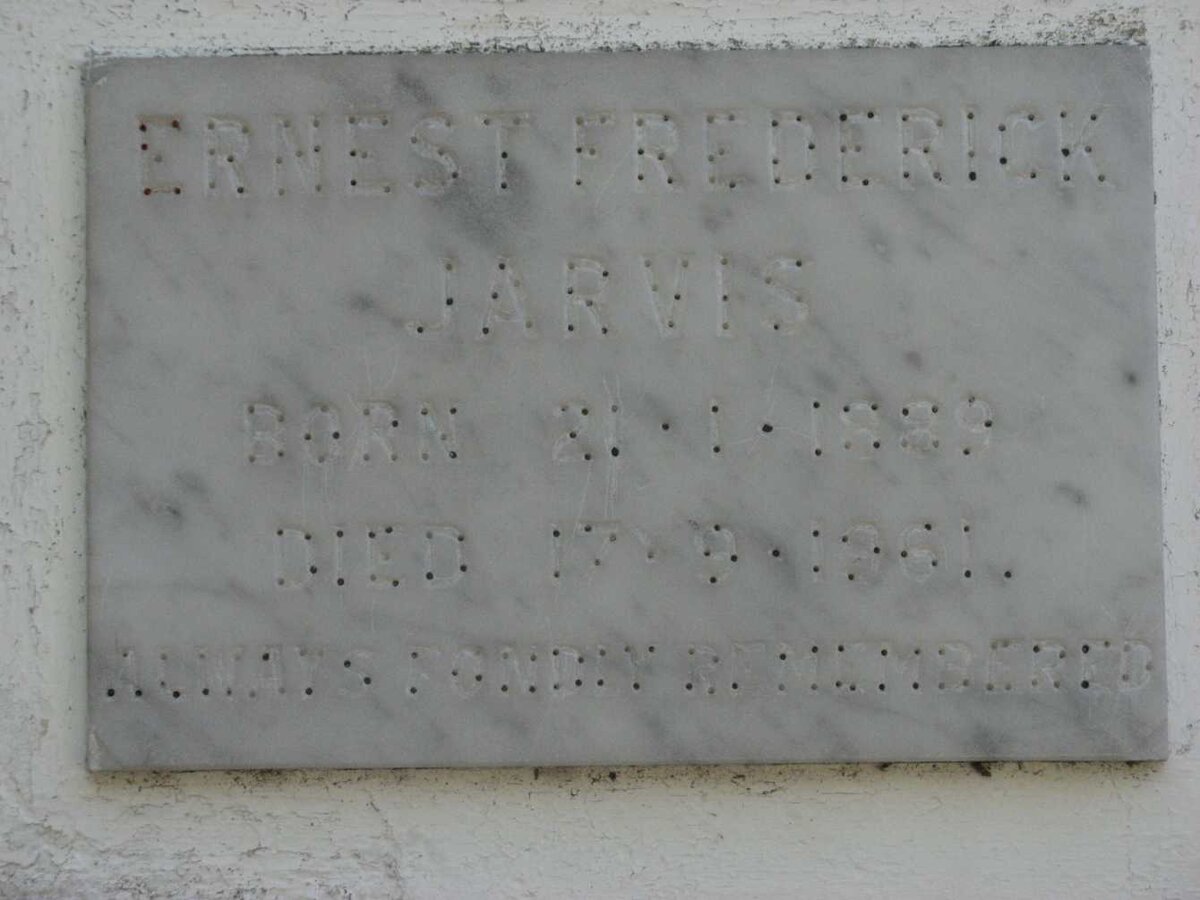 ERNEST FREDERICK
JARVIS
BORN 21·1·1889
DIED 17·9·1961.
ALWAYS FONDLY REMEMBERED